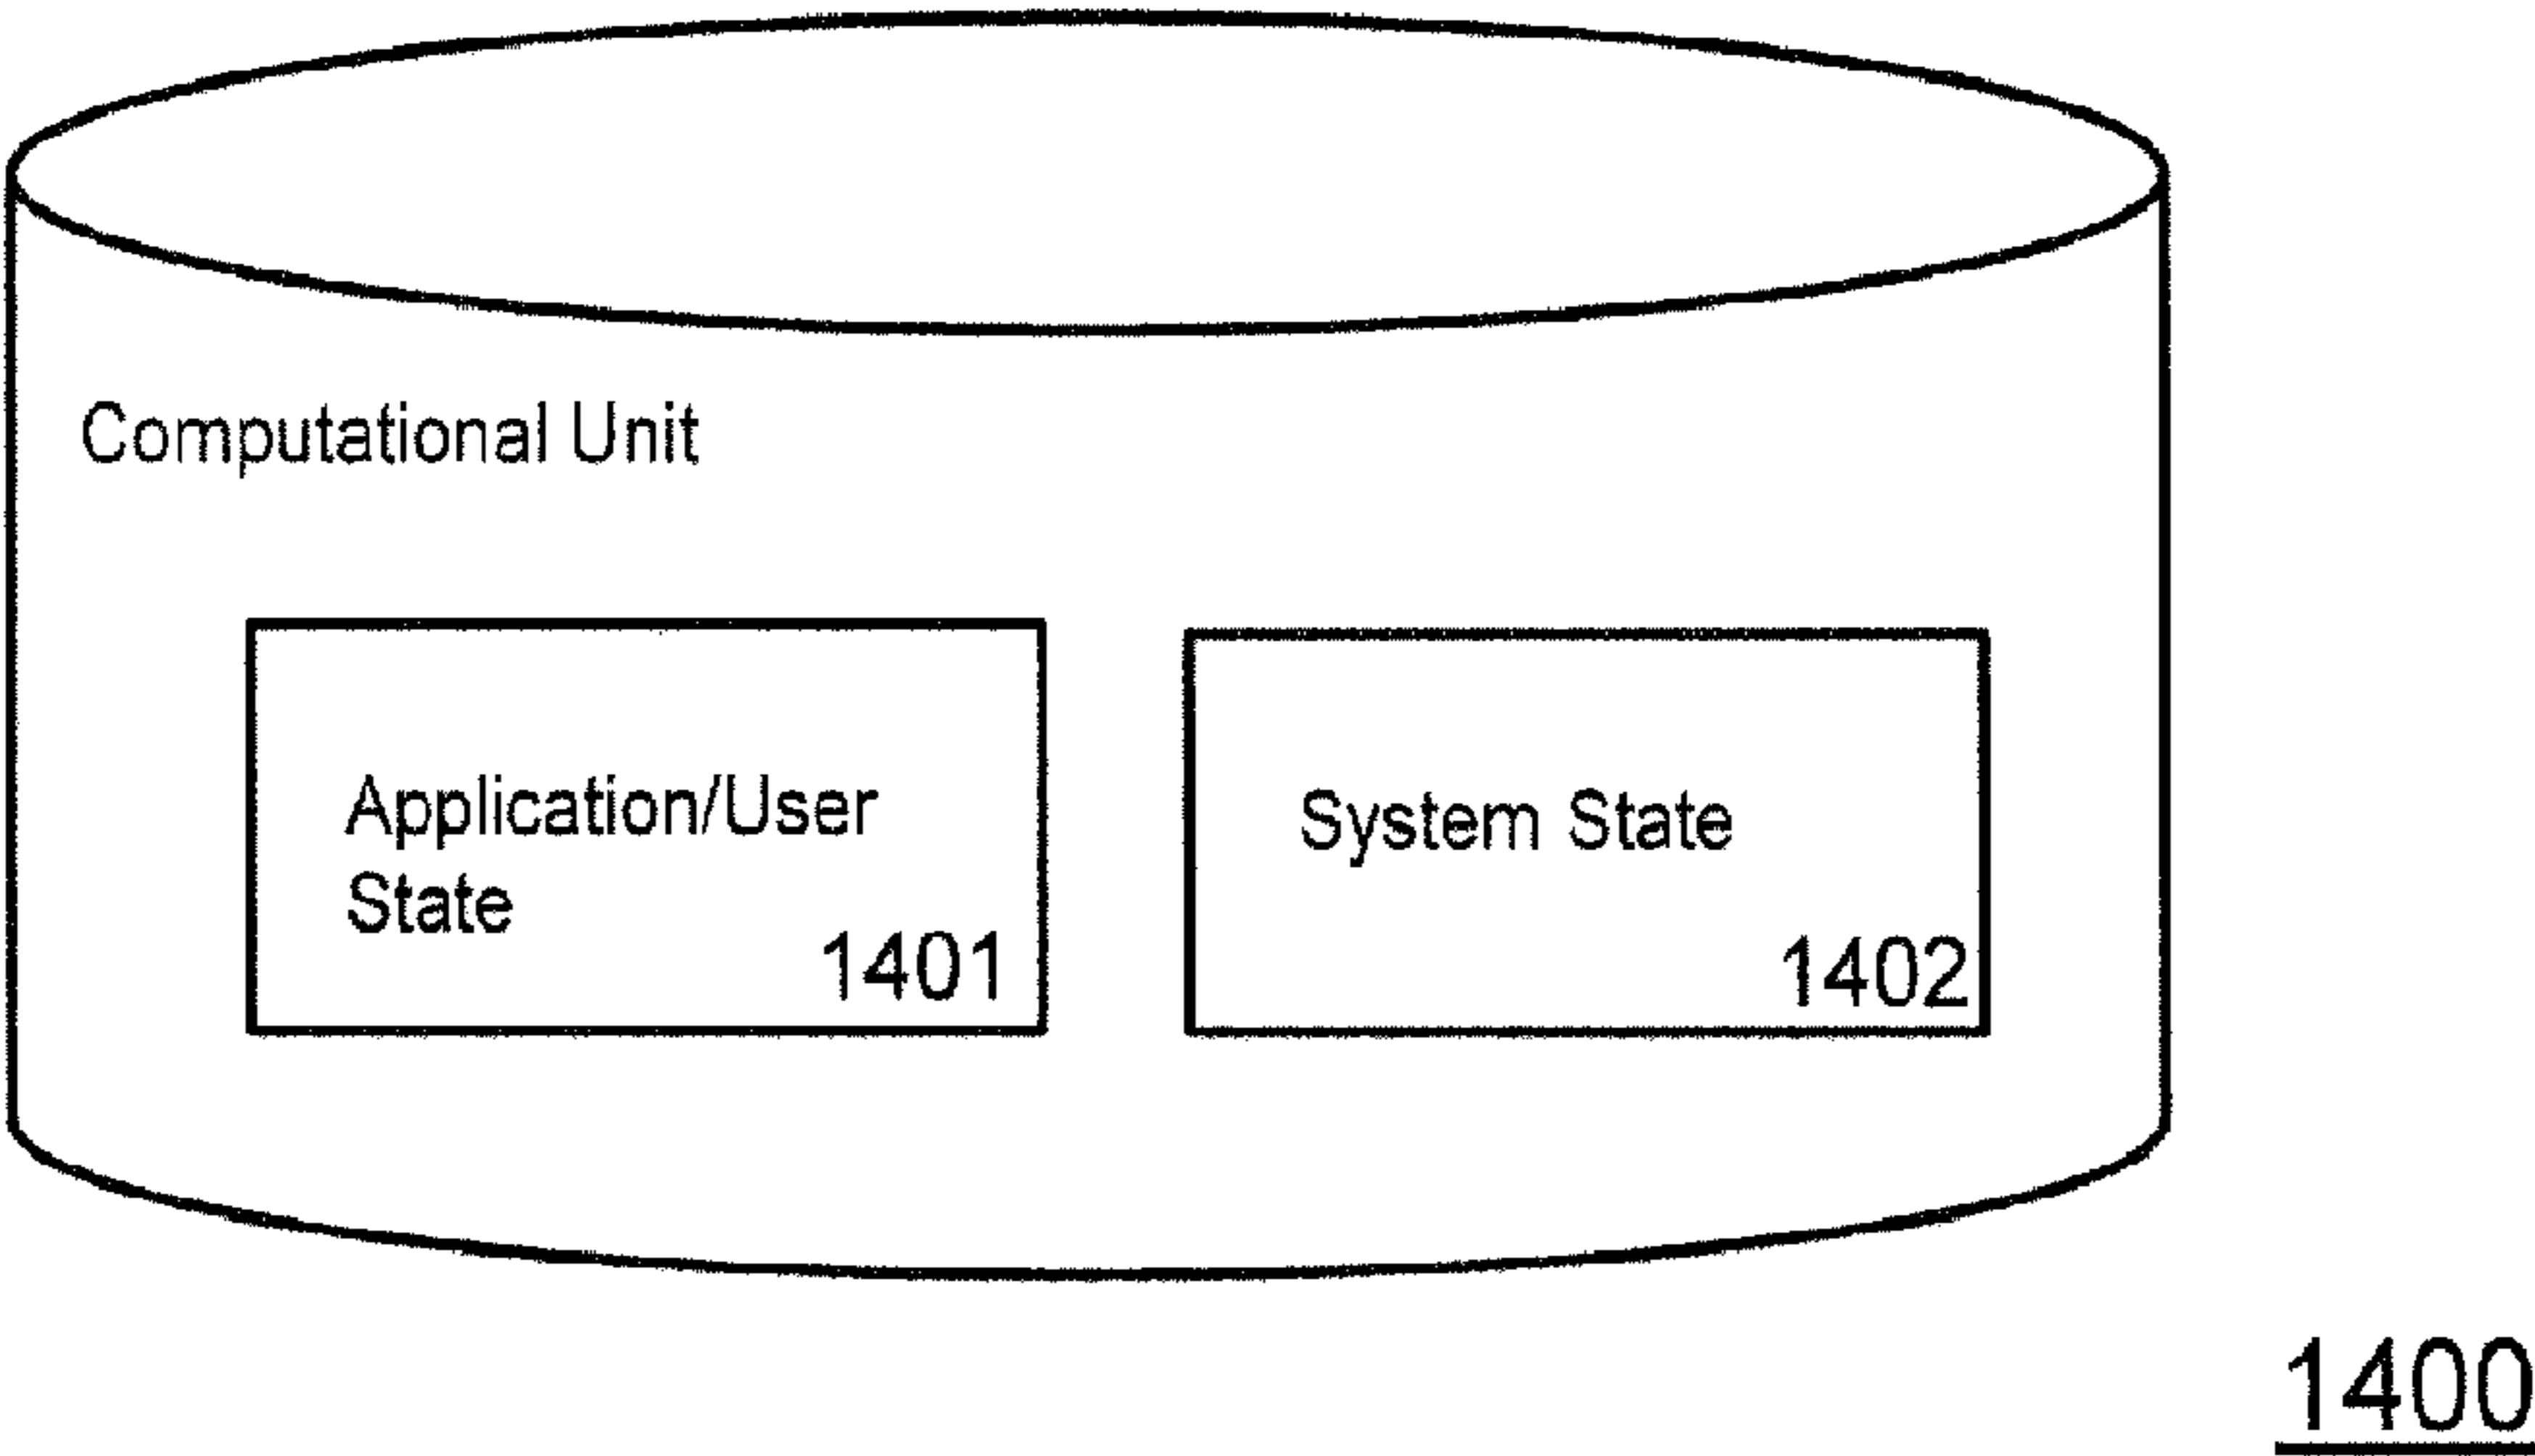 Computational Unit
Application/User
State
1401
System State
1402
1400